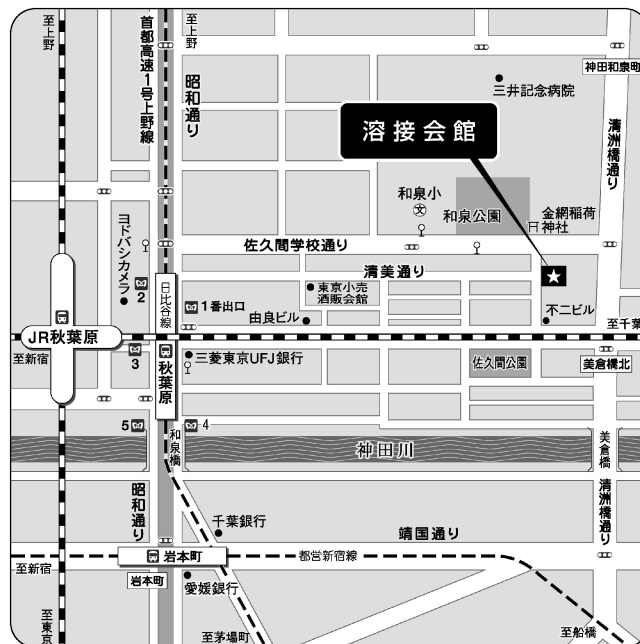 至上野
首都高速1号上野線
至上野
昭和通り
神田和泉町
三井記念病院
清洲橋通り
溶接会館
和泉小
文
和泉公園
金網稲荷
神社
ヨドバシカメラ
佐久間学校通り
清美通り
2
日比谷線
1番出口
東京小売
酒販会館
由良ビル
不二ビル
至千葉
JR秋葉原
至新宿
3
秋葉原
三菱東京UFJ銀行
佐久間公園
美倉橋北
5
4
和泉橋
神田川
美倉橋
昭和通り
清洲橋通り
千葉銀行
靖国通り
岩本町
都営新宿線
至新宿
岩本町
愛媛銀行
至東京
至茅場町
至船橋